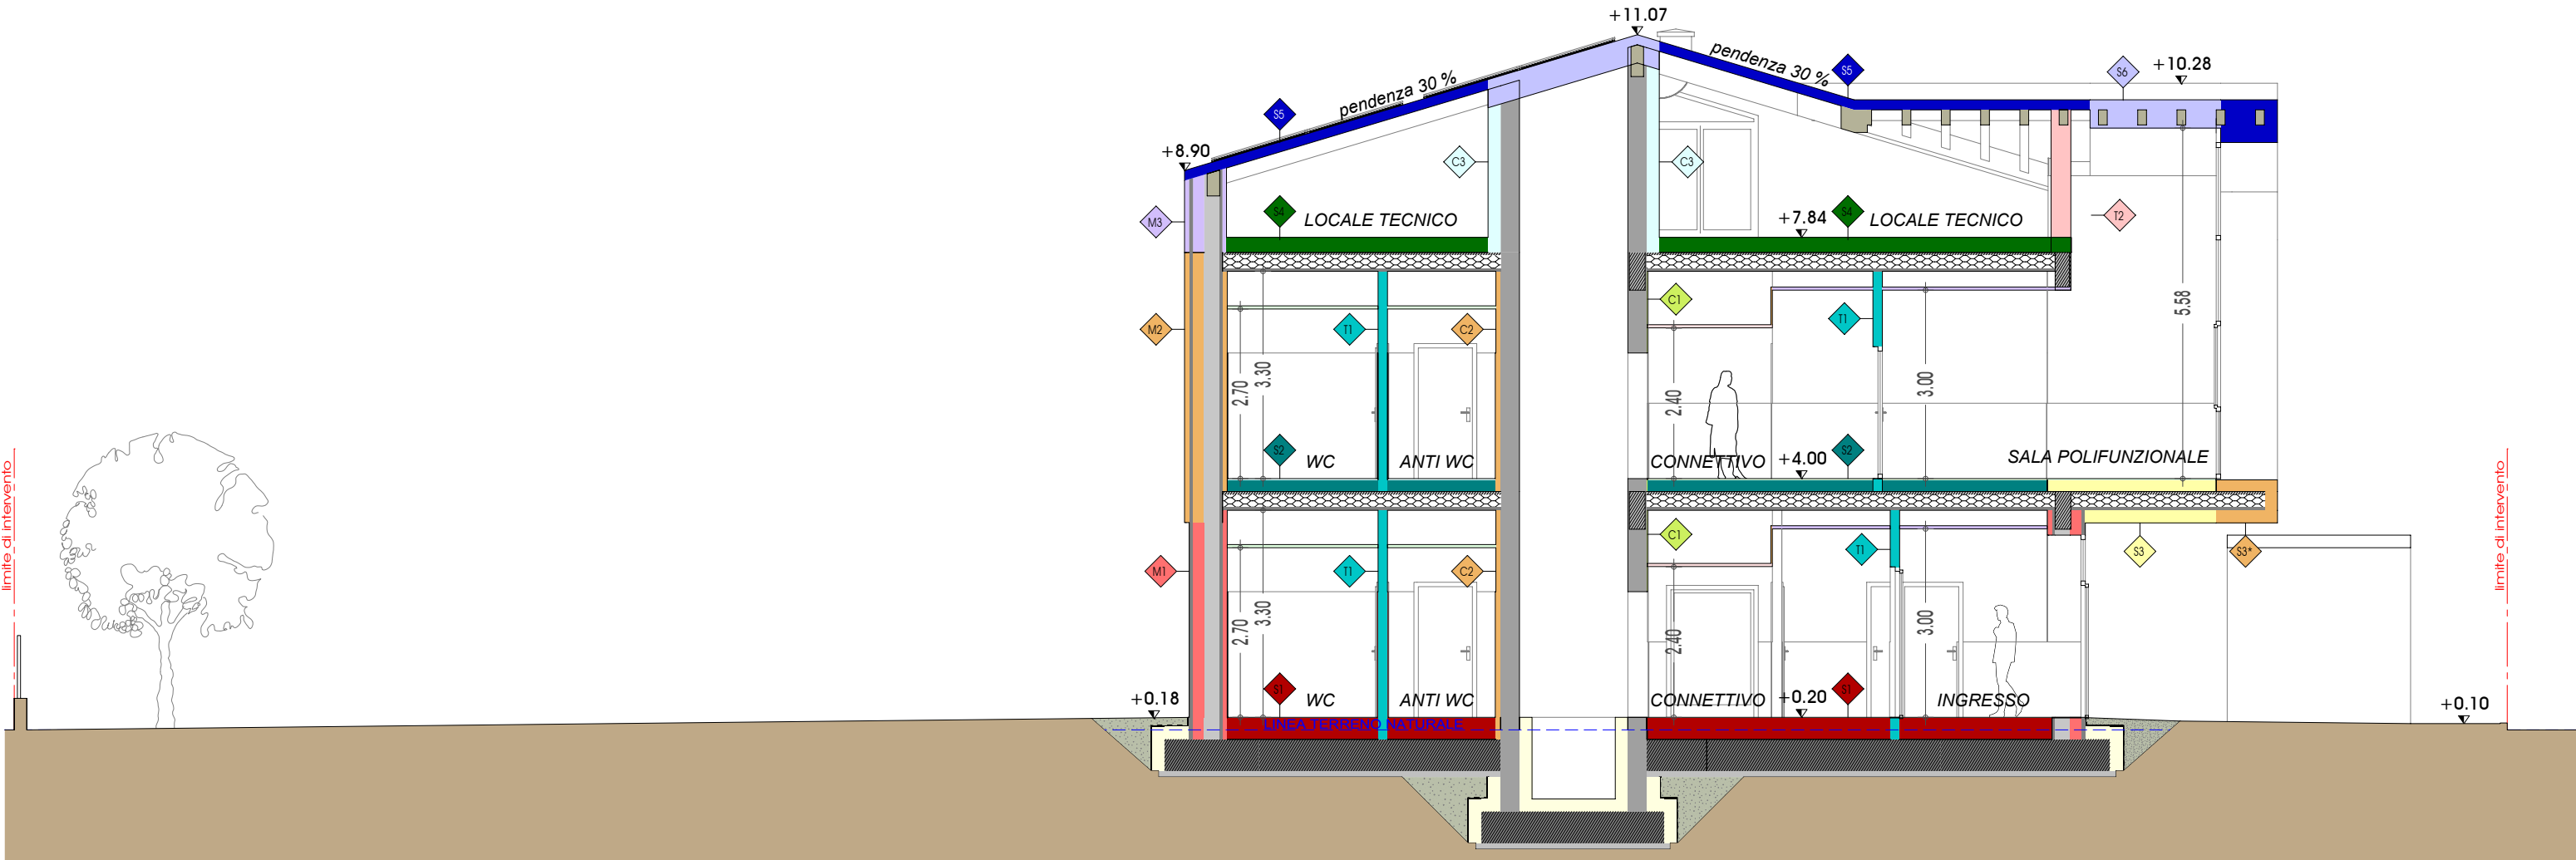 +11.07
pendenza 30 %
pendenza 30 %
S5
S6
+10.28
S5
+8.90
C3
C3
M3
S4
LOCALE TECNICO
+7.84
S4
LOCALE TECNICO
T2
C1
5.58
M2
T1
C2
T1
2.70
3.30
2.40
3.00
S2
WC
ANTI WC
CONNETTIVO
+4.00
S2
SALA POLIFUNZIONALE
limite di intervento
limite di intervento
C1
T1
S3
S3*
M1
T1
C2
2.70
3.30
2.40
3.00
S1
WC
ANTI WC
CONNETTIVO
+0.20
S1
INGRESSO
+0.18
+0.10
LINEA TERRENO NATURALE